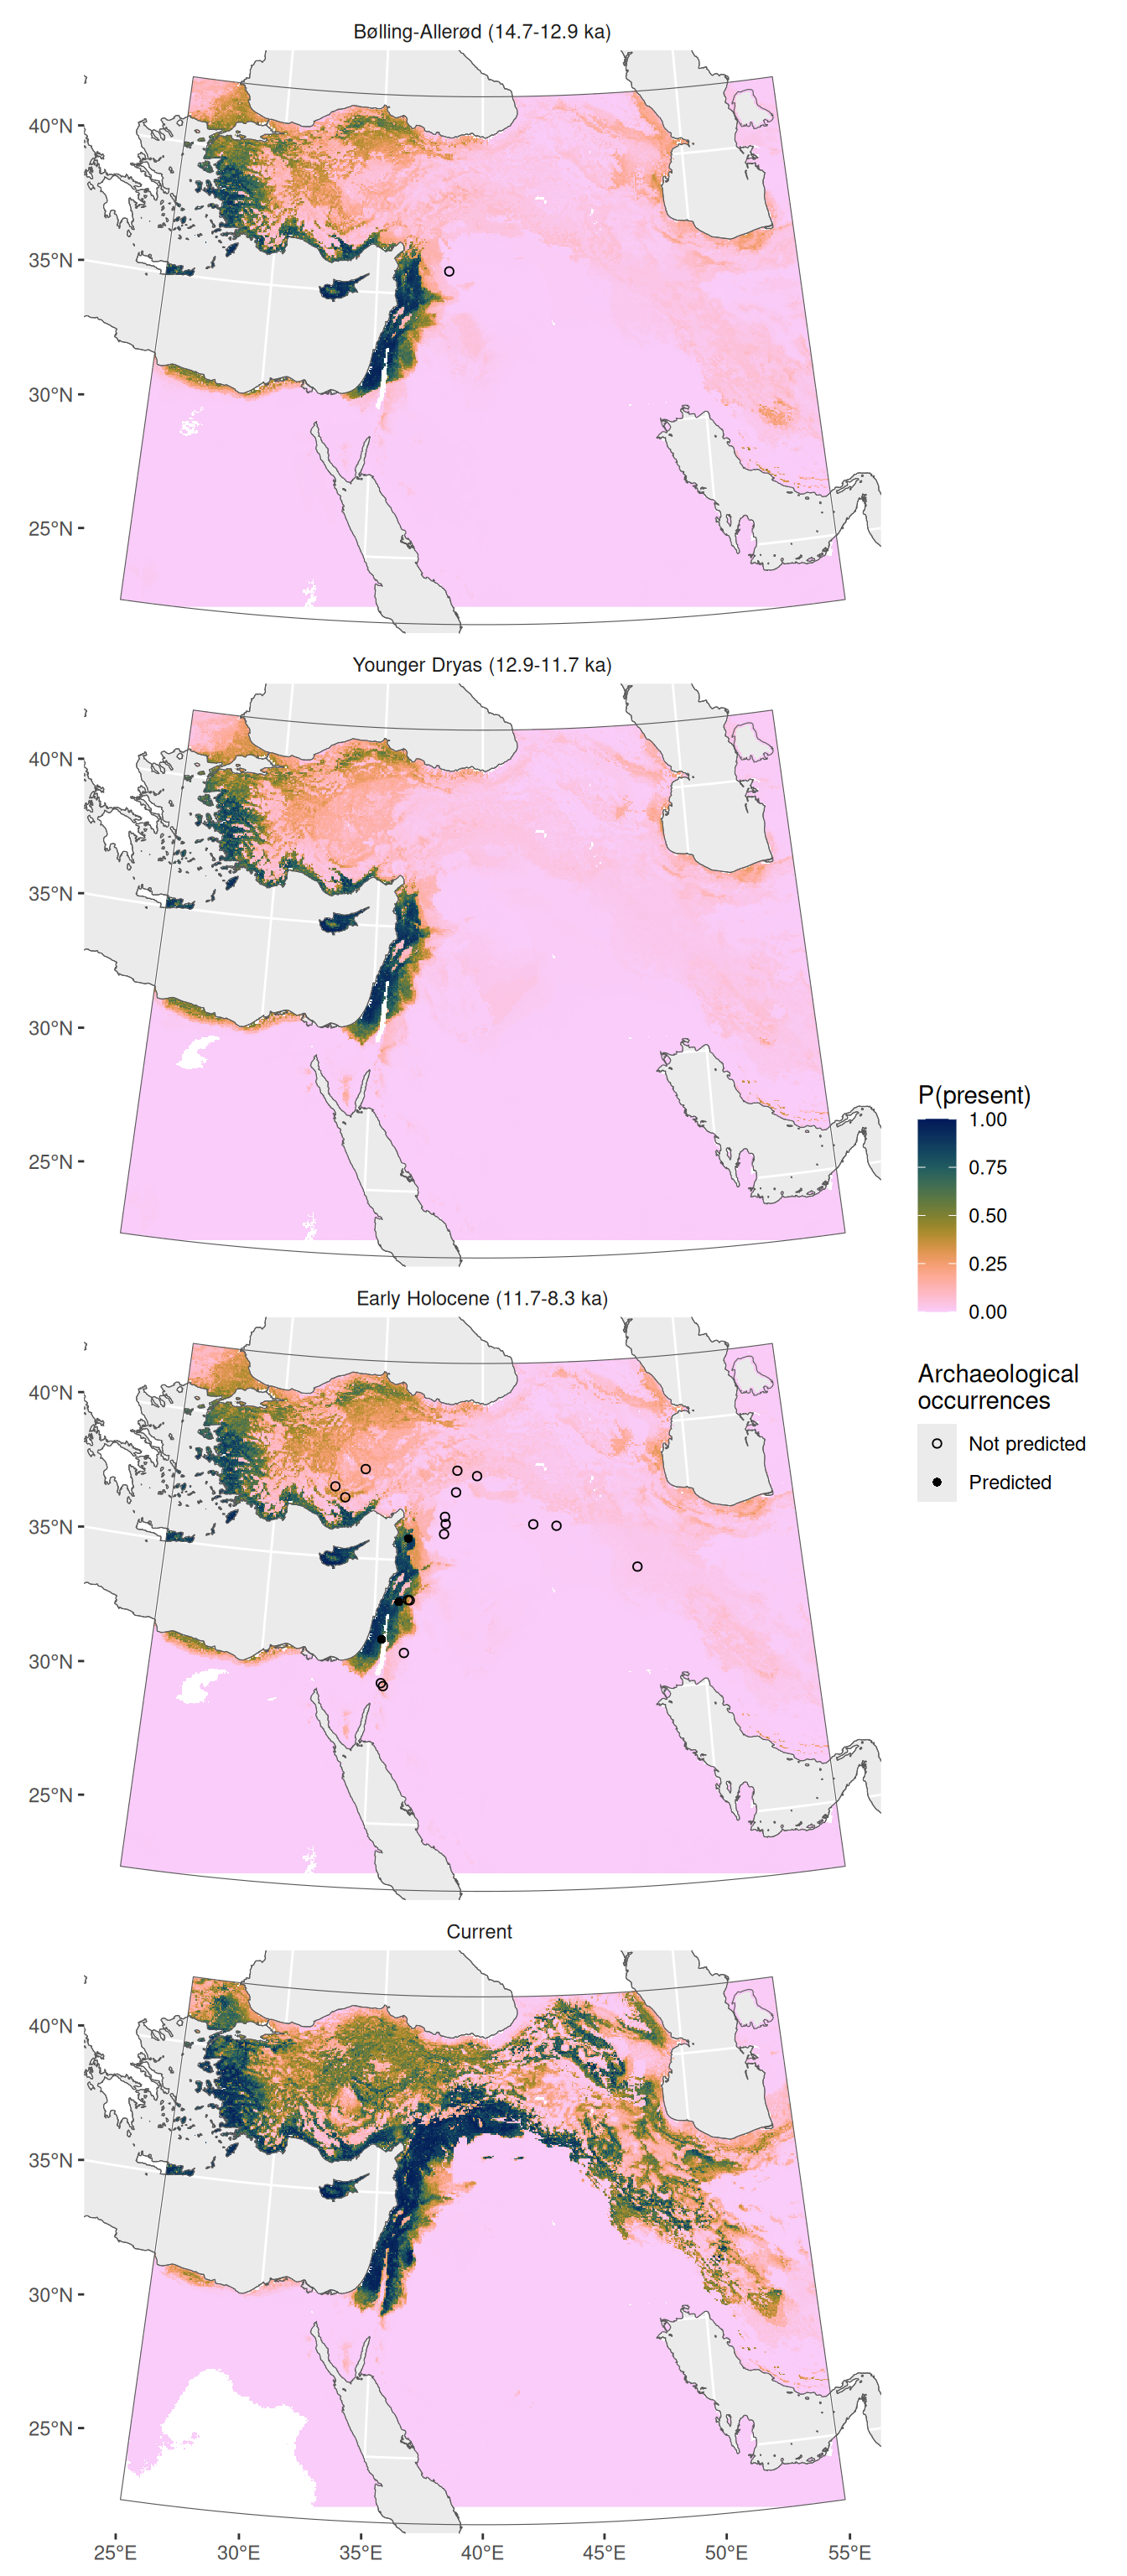 Bølling-Allerød (14.7-12.9 ka)
40°N
35°N
30°N
25°N
Younger Dryas (12.9-11.7 ka)
40°N
35°N
30°N
25°N
Early Holocene (11.7-8.3 ka)
40°N
35°N
30°N
25°N
Current
40°N
35°N
30°N
25°N
25°E 30°E 35°E 40°E 45°E 50°E 55°E
P(present)
1.00
0.75
0.50
0.25
0.00
Archaeological
occurrences
Not predicted
Predicted